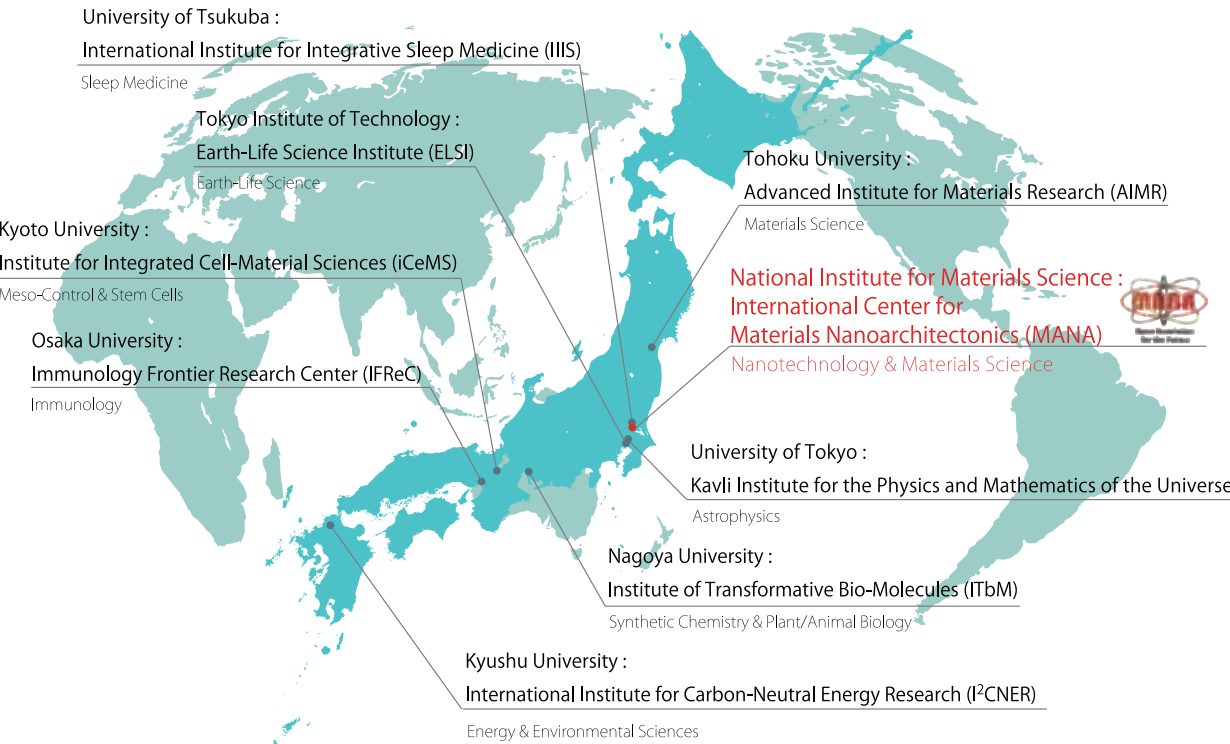 University of Tsukuba :
International Institute for Integrative Sleep Medicine (IIIS)
Sleep Medicine
Tokyo Institute of Technology :
Earth-Life Science Institute (ELSI)
Earth-Life Science
Tohoku University :
Advanced Institute for Materials Research (AIMR)
Materials Science
Kyoto University :
Institute for Integrated Cell-Material Sciences (iCeMS)
Meso-Control & Stem Cells
National Institute for Materials Science :
International Center for
Materials Nanoarchitectonics (MANA)
Nanotechnology & Materials Science
MANA
Osaka University :
Immunology Frontier Research Center (IFReC)
Immunology
University of Tokyo :
Kavli Institute for the Physics and Mathematics of the Universe
Astrophysics
Nagoya University :
Institute of Transformative Bio-Molecules (ITbM)
Synthetic Chemistry & Plant/Animal Biology
Kyushu University :
International Institute for Carbon-Neutral Energy Research (I²CNER)
Energy & Environmental Sciences